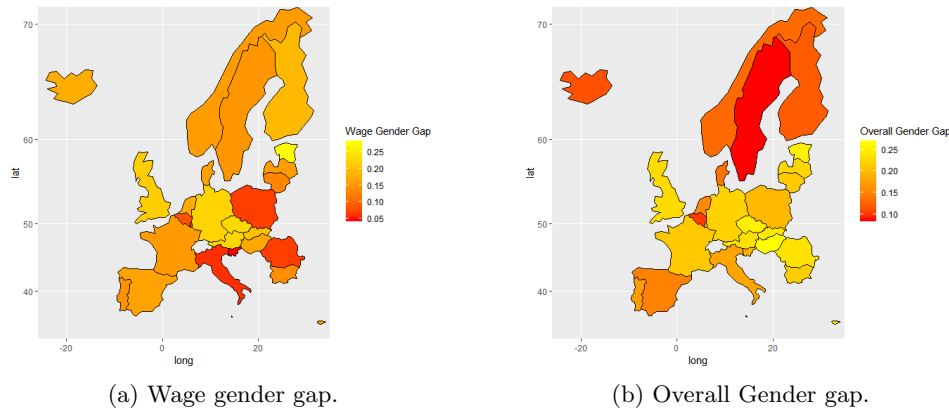 70
60
50
40
lat
-20
0
20
long
Wage Gender Gap
0.25
0.20
0.15
0.10
0.05
(a) Wage gender gap.
70
60
50
40
lat
-20
0
20
long
Overall Gender Gap
0.25
0.20
0.15
0.10
(b) Overall Gender gap.